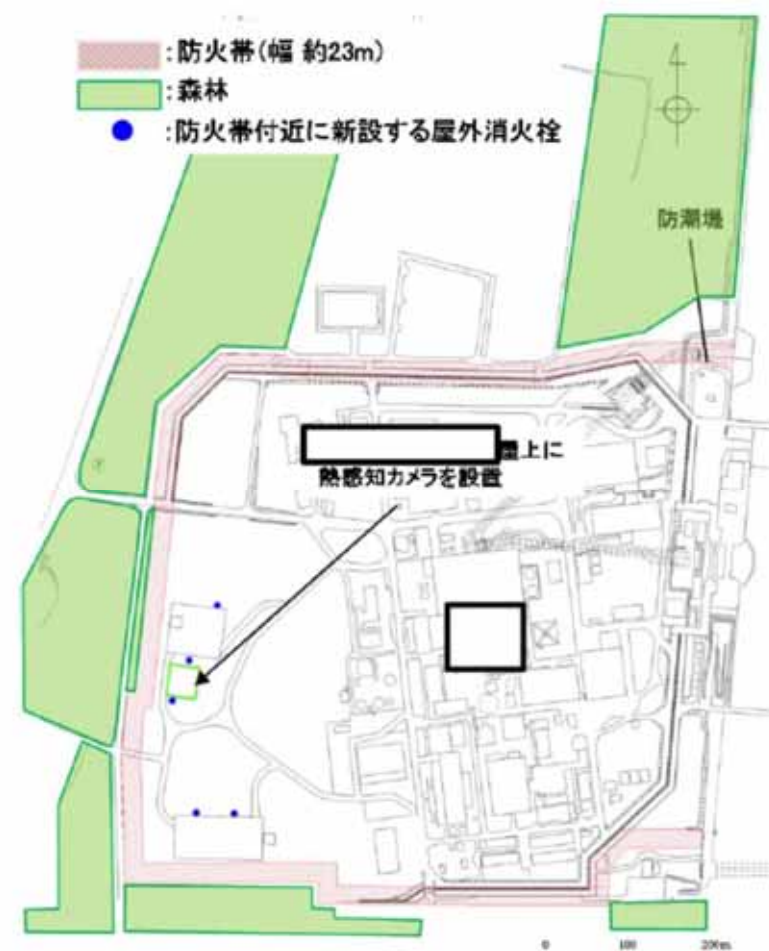 :防火帯(幅 約23m)
:森林
:防火帯付近に新設する屋外消火栓
防潮堤
屋上に
熱感知カメラを設置
0 100 200m